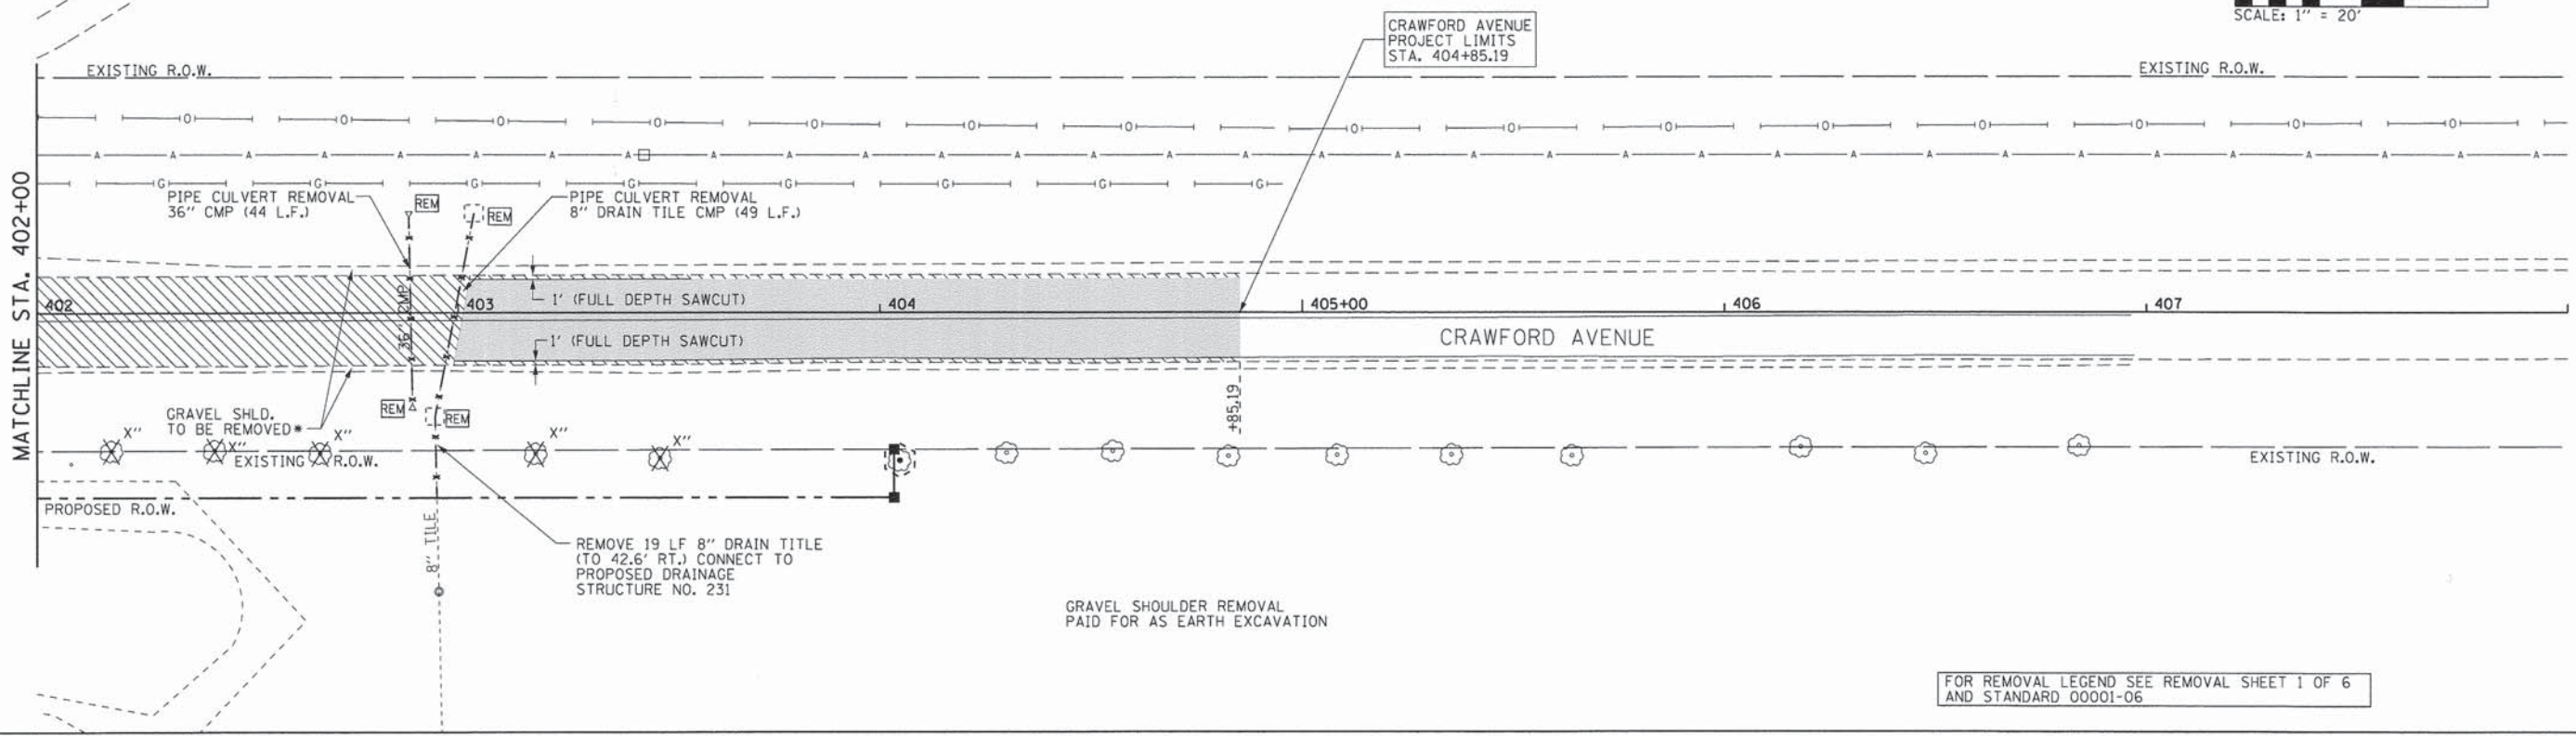 SCALE: 1" = 20'
CRAWFORD AVENUE
PROJECT LIMITS
STA. 404+85.19
EXISTING R.O.W.
EXISTING R.O.W.
O O O O O O O O O O O O O O O
A A A A A A A A A A A A A A A A A A A A A A A A A A A A A A A A A
G G G G G G G G
MATCHLINE STA. 402+00
PIPE CULVERT REMOVAL
36" CMP (44 L.F.)
REM
REM
PIPE CULVERT REMOVAL
8" DRAIN TILE CMP (49 L.F.)
402
36" CMP
403
1' (FULL DEPTH SAWCUT)
404
405+00
406
407
1' (FULL DEPTH SAWCUT)
CRAWFORD AVENUE
+85.19
GRAVEL SHLD.
TO BE REMOVED*
REM
REM
X"
X"
X"
X"
X"
EXISTING R.O.W.
EXISTING R.O.W.
PROPOSED R.O.W.
8" TILE
REMOVE 19 LF 8" DRAIN TITLE
(TO 42.6' RT.) CONNECT TO
PROPOSED DRAINAGE
STRUCTURE NO. 231
GRAVEL SHOULDER REMOVAL
PAID FOR AS EARTH EXCAVATION
FOR REMOVAL LEGEND SEE REMOVAL SHEET 1 OF 6
AND STANDARD 00001-06